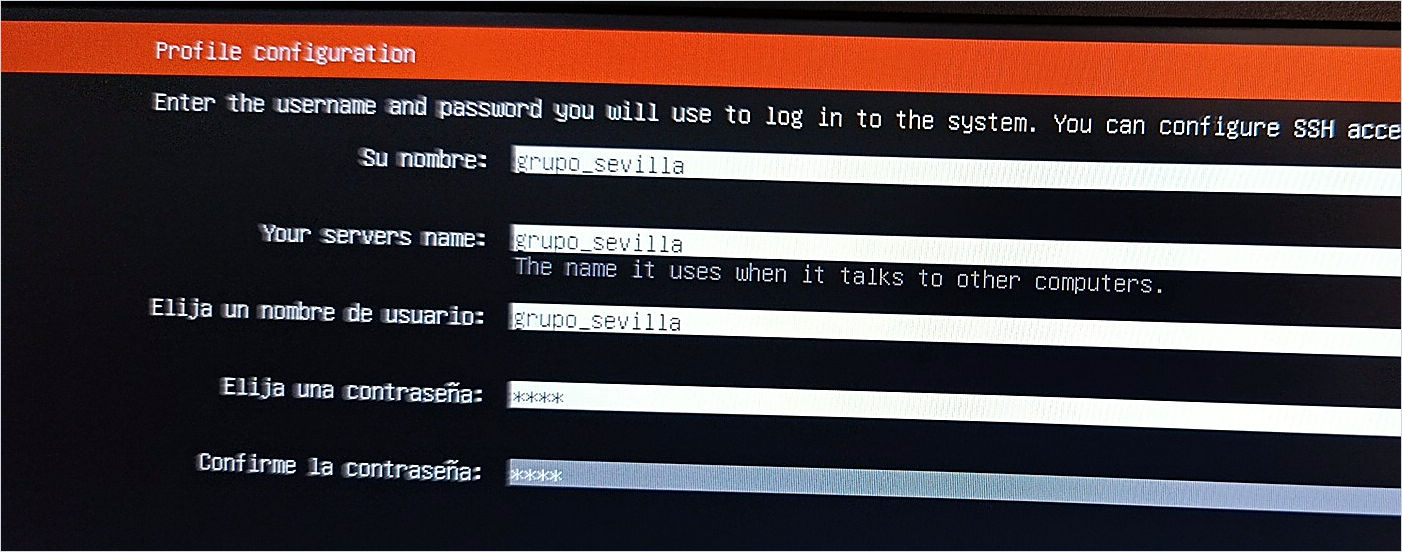 Profile configuration
Enter the username and password you will use to log in to the system. You can configure SSH acce
Su nombre: grupo_sevilla
Your servers name: grupo_sevilla
The name it uses when it talks to other computers.
Elija un nombre de usuario: grupo_sevilla
Elija una contraseña: ****
Confirme la contraseña: ****